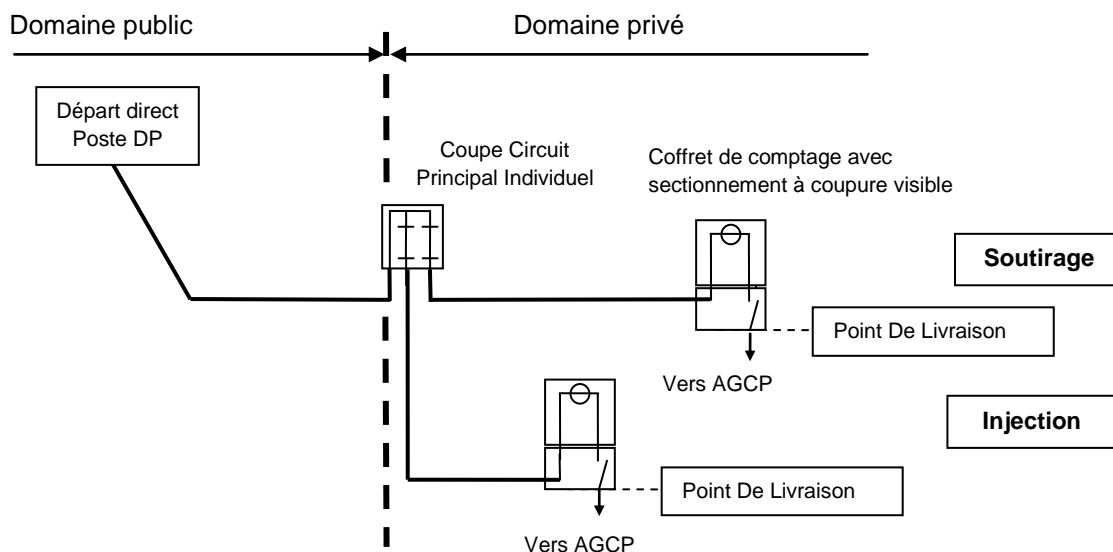 Domaine public
Domaine privé
Départ direct
Poste DP
Coupe Circuit
Principal Individuel
Coffret de comptage avec
sectionnement à coupure visible
Soutirage
Point De Livraison
Vers AGCP
Injection
Point De Livraison
Vers AGCP